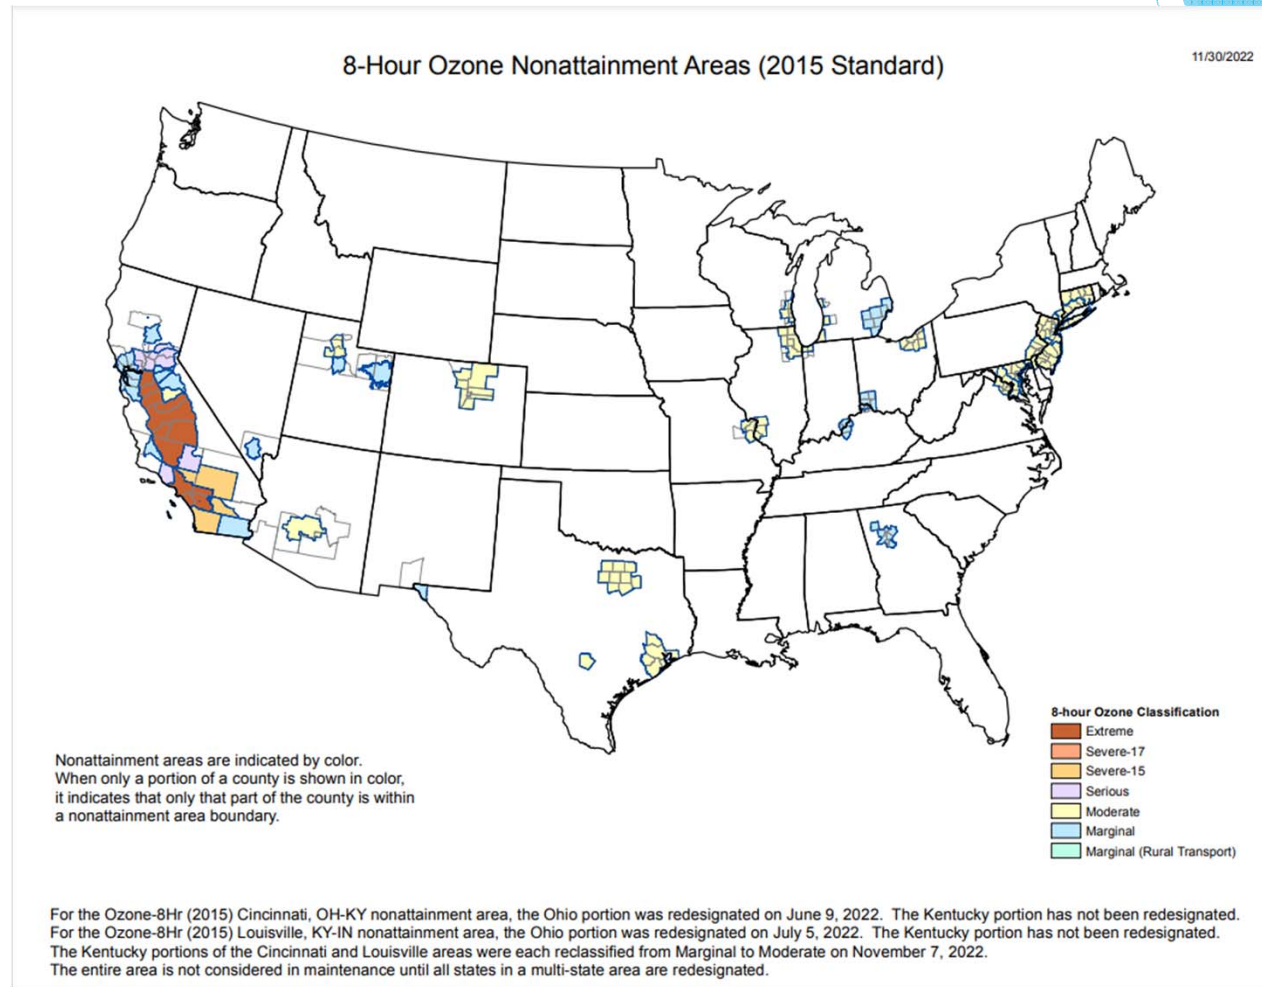 8-Hour Ozone Nonattainment Areas (2015 Standard)
11/30/2022
8-hour Ozone Classification
Extreme
Severe-17
Severe-15
Serious
Moderate
Marginal
Marginal (Rural Transport)
Nonattainment areas are indicated by color.
When only a portion of a county is shown in color,
it indicates that only that part of the county is within
a nonattainment area boundary.
For the Ozone-8Hr (2015) Cincinnati, OH-KY nonattainment area, the Ohio portion was redesignated on June 9, 2022. The Kentucky portion has not been redesignated.
For the Ozone-8Hr (2015) Louisville, KY-IN nonattainment area, the Ohio portion was redesignated on July 5, 2022. The Kentucky portion has not been redesignated.
The Kentucky portions of the Cincinnati and Louisville areas were each reclassified from Marginal to Moderate on November 7, 2022.
The entire area is not considered in maintenance until all states in a multi-state area are redesignated.